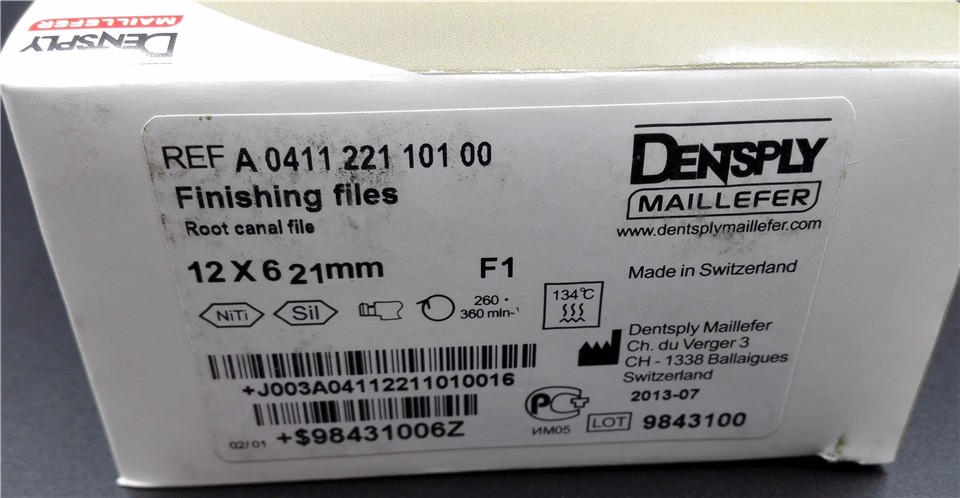 DENSPLY
MAILLEFER
REF A 0411 221 101 00
Finishing files
Root canal file
12 X 6 21mm F1
NiTi
Sil
260 •
360 min-¹
134°C
DENTSPLY
MAILLEFER
www.dentsplymaillefer.com
Made in Switzerland
Dentsply Maillefer
Ch. du Verger 3
CH - 1338 Ballaigues
Switzerland
2013-07
+J003A04112211010016
02/01 +$98431006Z
РСТ
ИМ05
LOT 9843100